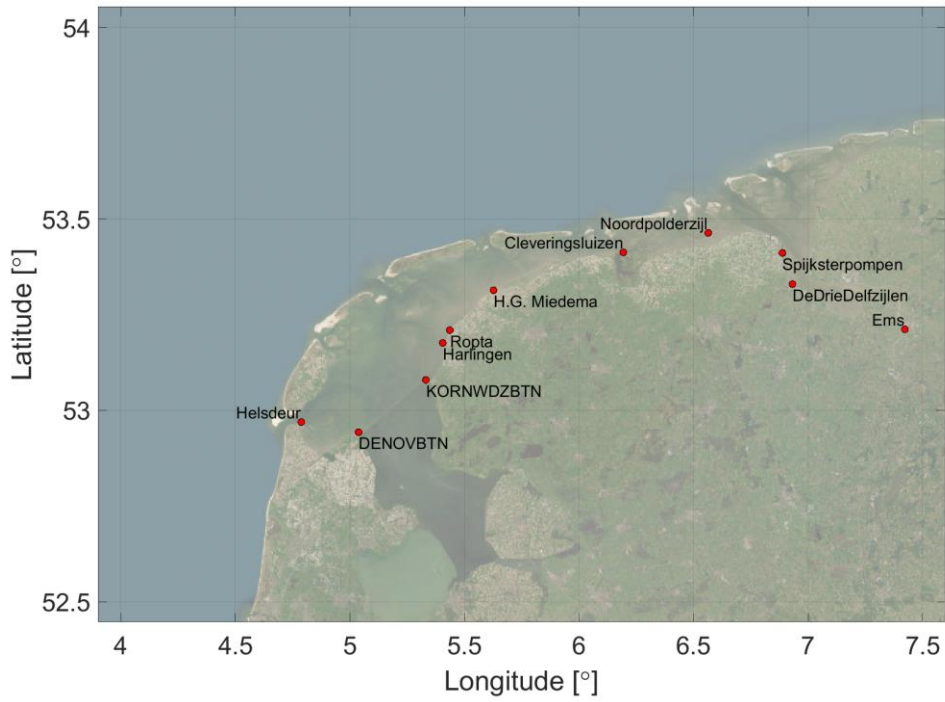 54
53.5
53
52.5
Latitude [°]
Noordpolderzijl
Cleveringsluizen
Spijksterpompen
DeDrieDelfzijlen
H.G. Miedema
Ems
Ropta
Harlingen
KORNWDZBTN
Helsdeur
DENOVBTN
4 4.5 5 5.5 6 6.5 7 7.5
Longitude [°]